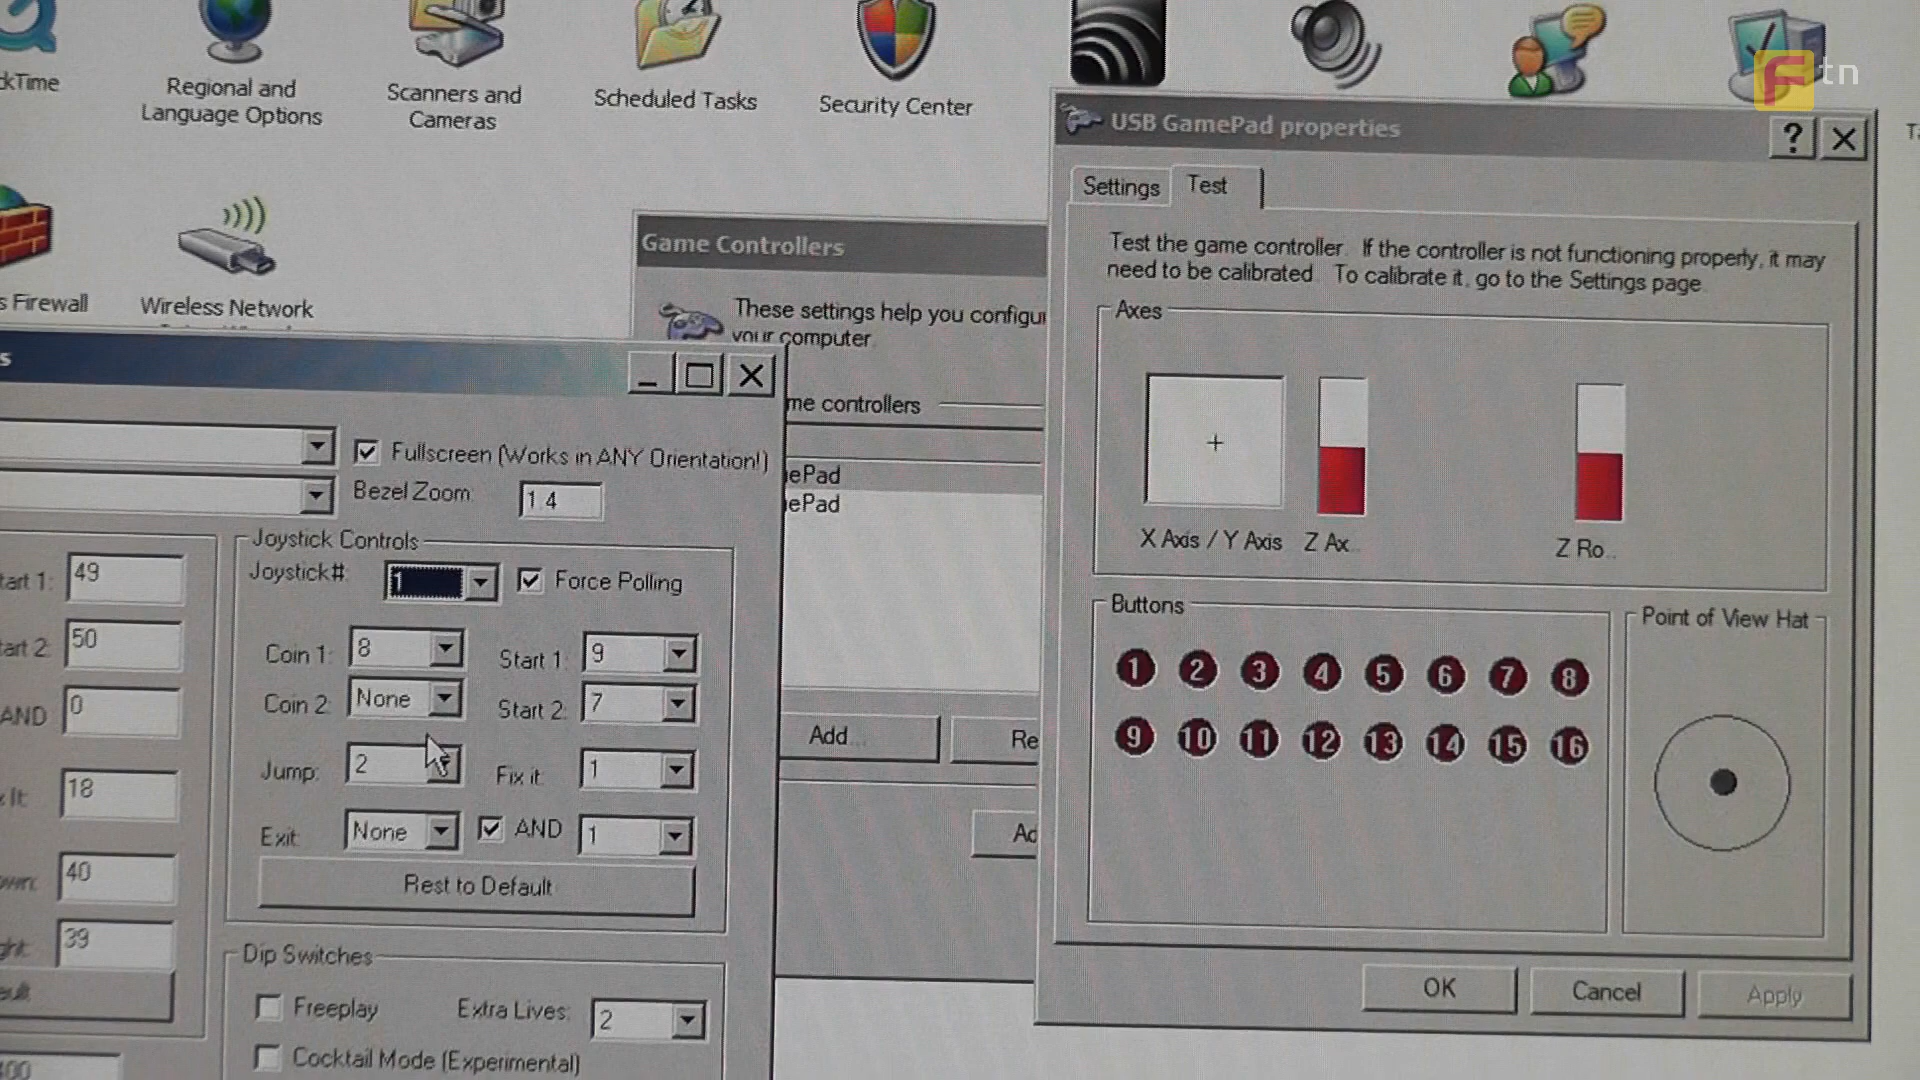 kTime
Regional and
Language Options
Scanners and
Cameras
Scheduled Tasks
Security Center
F tn
s Firewall
Wireless Network
Game Controllers
These settings help you configu
your computer.
me controllers
ePad
ePad
Add...
Re
Ad
USB GamePad properties
?
Settings
Test
Test the game controller. If the controller is not functioning properly, it may
need to be calibrated. To calibrate it, go to the Settings page.
Axes
X Axis / Y Axis
Z Ax...
Z Ro...
Buttons
1 2 3 4 5 6 7 8
9 10 11 12 13 14 15 16
Point of View Hat
OK
Cancel
Apply
s
Fullscreen (Works in ANY Orientation!)
Bezel Zoom:
1.4
tart 1:
49
tart 2:
50
AND
0
x It:
18
own:
40
ght:
39
ault
400
Joystick Controls
Joystick#:
1
Force Polling
Coin 1:
8
Start 1:
9
Coin 2:
None
Start 2:
7
Jump:
2
Fix it:
1
Exit:
None
AND
1
Rest to Default
Dip Switches
Freeplay
Extra Lives:
2
Cocktail Mode (Experimental)